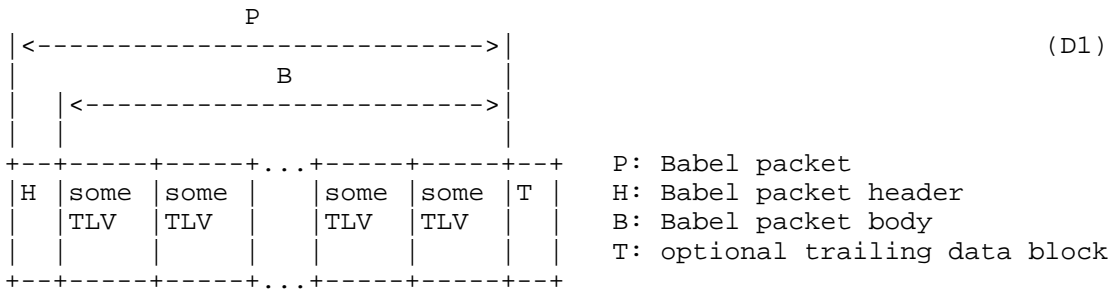 P
|<----------------------------->|                                (D1)
|                B              |
|  |<-------------------------->|
|  |                            |
+--+-----+-----+...+-----+-----+--+   P: Babel packet
|H |some |some |   |some |some |T |   H: Babel packet header
|  |TLV  |TLV  |   |TLV  |TLV  |  |   B: Babel packet body
|  |     |     |   |     |     |  |   T: optional trailing data block
+--+-----+-----+...+-----+-----+--+